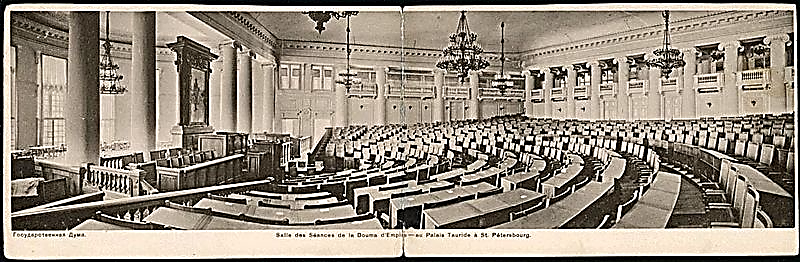 Государственная Дума.
Salle des Séances de la Douma d'Empire — au Palais Tauride à St. Pétersbourg.